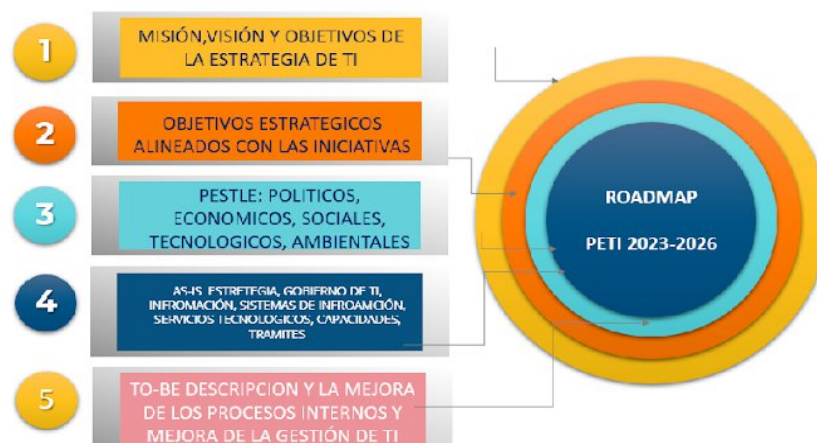 1
MISIÓN,VISIÓN Y OBJETIVOS DE
LA ESTRATEGIA DE TI
2
OBJETIVOS ESTRATEGICOS
ALINEADOS CON LAS INICIATIVAS
3
PESTLE: POLITICOS,
ECONOMICOS, SOCIALES,
TECNOLOGICOS, AMBIENTALES
4
AS-IS ESTRETEGIA, GOBIERNO DE TI,
INFROMACIÓN, SISTEMAS DE INFROAMCIÓN,
SERVICIOS TECNOLOGICOS, CAPACIDADES,
TRAMITES
5
TO-BE DESCRIPCION Y LA MEJORA
DE LOS PROCESOS INTERNOS Y
MEJORA DE LA GESTIÓN DE TI
ROADMAP
PETI 2023-2026